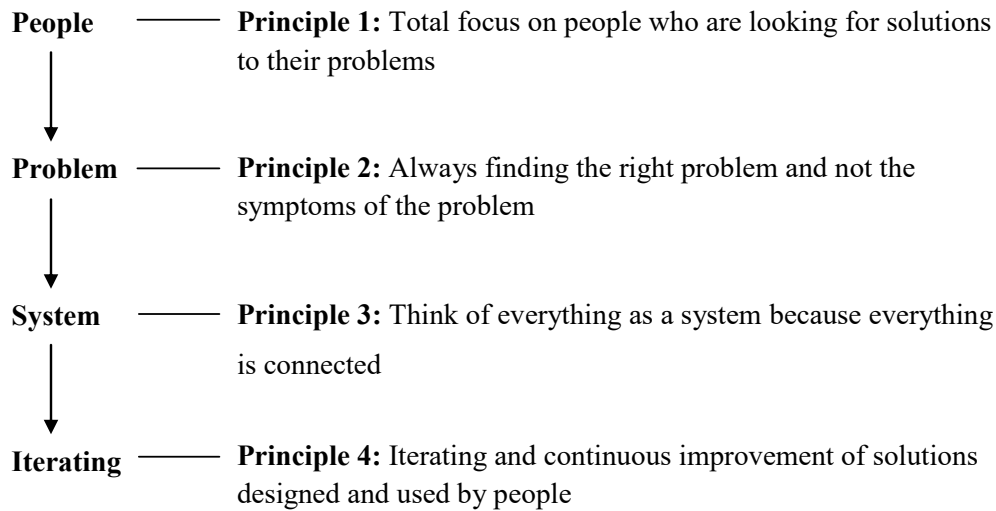 People Principle 1: Total focus on people who are looking for solutions
to their problems
Problem Principle 2: Always finding the right problem and not the
symptoms of the problem
System Principle 3: Think of everything as a system because everything
is connected
Iterating Principle 4: Iterating and continuous improvement of solutions
designed and used by people